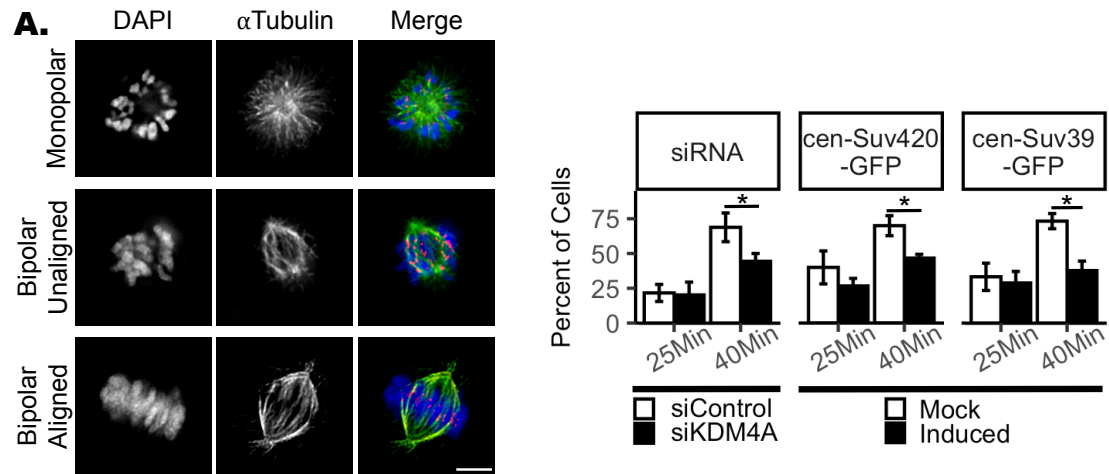 A.
DAPI
αTubulin
Merge
Monopolar
Bipolar
Unaligned
Bipolar
Aligned
siRNA
cen-Suv420
-GFP
cen-Suv39
-GFP
Percent of Cells
75
50
25
0
*
*
*
25Min
40Min
25Min
40Min
25Min
40Min
siControl
siKDM4A
Mock
Induced